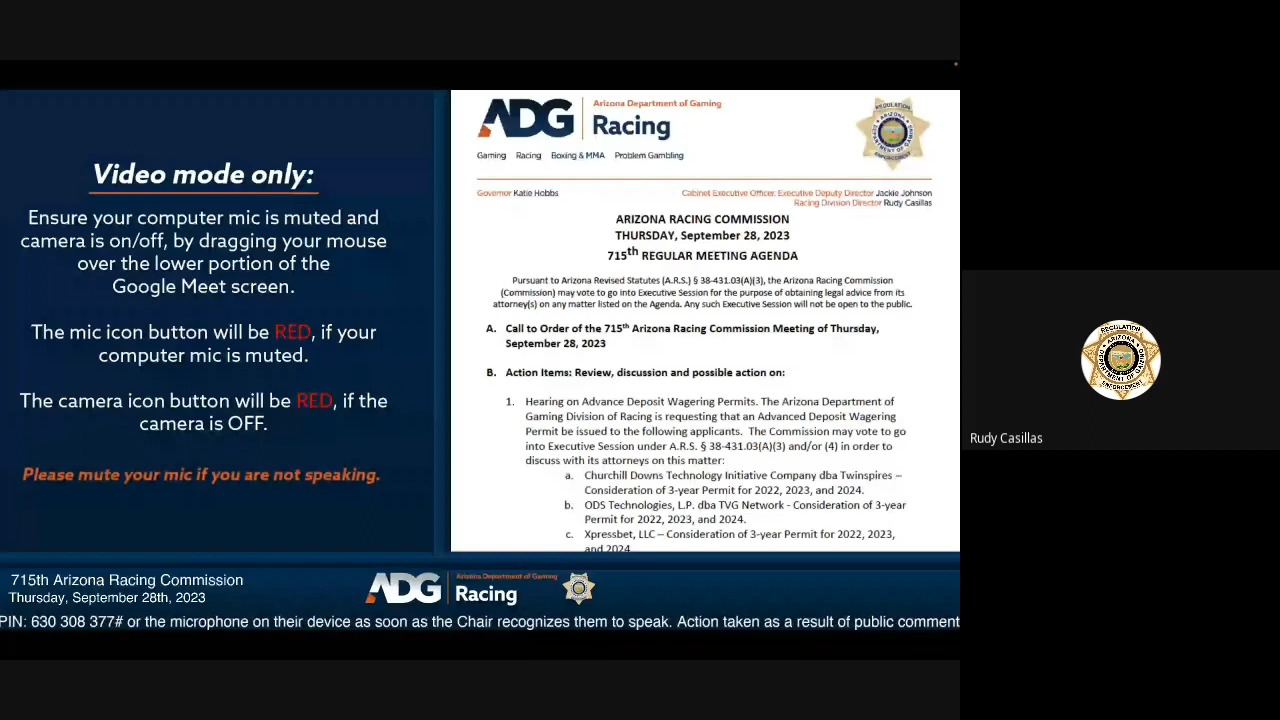 Video mode only:
Ensure your computer mic is muted and
camera is on/off, by dragging your mouse
over the lower portion of the
Google Meet screen.
The mic icon button will be RED, if your
computer mic is muted.
The camera icon button will be RED, if the
camera is OFF.
Please mute your mic if you are not speaking.
ADG
Arizona Department of Gaming
Racing
Gaming Racing Boxing & MMA Problem Gambling
REGULATION
ARIZONA
DEPARTMENT OF GAMING
ENFORCEMENT
Governor Katie Hobbs
Cabinet Executive Officer, Executive Deputy Director Jackie Johnson
Racing Division Director Rudy Casillas
ARIZONA RACING COMMISSION
THURSDAY, September 28, 2023
715th REGULAR MEETING AGENDA
Pursuant to Arizona Revised Statutes (A.R.S.) § 38-431.03(A)(3), the Arizona Racing Commission
(Commission) may vote to go into Executive Session for the purpose of obtaining legal advice from its
attorney(s) on any matter listed on the Agenda. Any such Executive Session will not be open to the public.
A. Call to Order of the 715th Arizona Racing Commission Meeting of Thursday,
September 28, 2023
B. Action Items: Review, discussion and possible action on:
1. Hearing on Advance Deposit Wagering Permits. The Arizona Department of
Gaming Division of Racing is requesting that an Advanced Deposit Wagering
Permit be issued to the following applicants. The Commission may vote to go
into Executive Session under A.R.S. § 38-431.03(A)(3) and/or (4) in order to
discuss with its attorneys on this matter:
a. Churchill Downs Technology Initiative Company dba Twinspires –
Consideration of 3-year Permit for 2022, 2023, and 2024.
b. ODS Technologies, L.P. dba TVG Network - Consideration of 3-year
Permit for 2022, 2023, and 2024.
c. Xpressbet, LLC – Consideration of 3-year Permit for 2022, 2023,
and 2024
715th Arizona Racing Commission
Thursday, September 28th, 2023
ADG
Arizona Department of Gaming
Racing
PIN: 630 308 377# or the microphone on their device as soon as the Chair recognizes them to speak. Action taken as a result of public comment
REGULATION
ARIZONA
DEPARTMENT OF GAMING
ENFORCEMENT
Rudy Casillas